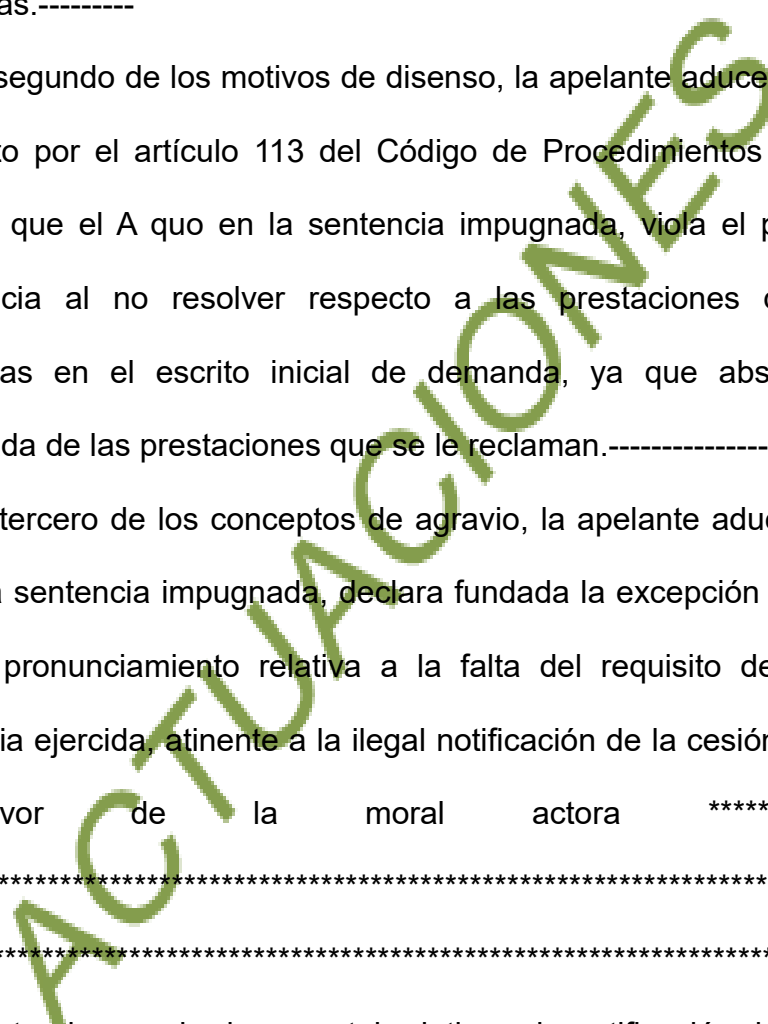 as.---------
segundo de los motivos de disenso, la apelante aduce
to por el artículo 113 del Código de Procedimientos
que el A quo en la sentencia impugnada, viola el p
cia al no resolver respecto a las prestaciones
as en el escrito inicial de demanda, ya que abs
da de las prestaciones que se le reclaman.---------------
tercero de los conceptos de agravio, la apelante aduc
a sentencia impugnada, declara fundada la excepción
pronunciamiento relativa a la falta del requisito de
ia ejercida, atinente a la ilegal notificación de la cesión
vor de la moral actora *****
****************************************************************
****************************************************************
ACTUACIONES